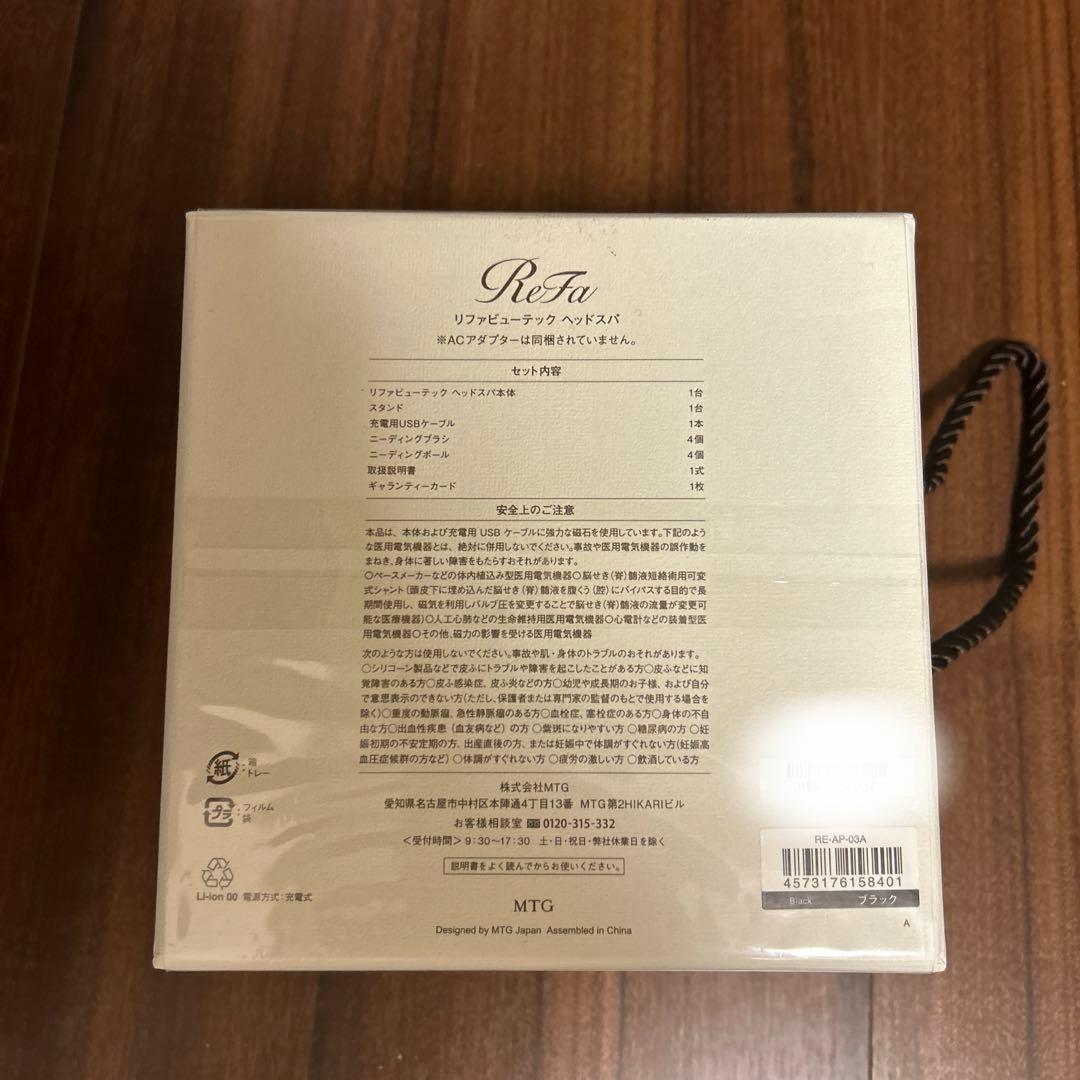 ReFa
リファビューテック ヘッドスパ
※ACアダプターは同梱されていません。
セット内容
リファビューテック ヘッドスパ本体 1台
スタンド 1台
充電用USBケーブル 1本
ニーディングブラシ 4個
ニーディングボール 4個
取扱説明書 1式
ギャランティーカード 1枚
安全上のご注意
本品は、本体および充電用 USB ケーブルに強力な磁石を使用しています。下記のよう
な医用電気機器とは、絶対に併用しないでください。事故や医用電気機器の誤作動を
まねき、身体に著しい障害をもたらすおそれがあります。
○ペースメーカーなどの体内植込み型医用電気機器○脳せき(脊)髄液短絡術用可変
式シャント(頭皮下に埋め込んだ脳せき(脊)髄液を腹くう(腔)にバイパスする目的で長
期間使用し、磁気を利用しバルブ圧を変更することで脳せき(脊)髄液の流量が変更可
能な医療機器)○人工心肺などの生命維持用医用電気機器○心電計などの装着型医
用電気機器○その他、磁力の影響を受ける医用電気機器
次のような方は使用しないでください。事故や肌・身体のトラブルのおそれがあります。
○シリコーン製品などで皮ふにトラブルや障害を起こしたことがある方○皮ふなどに知
覚障害のある方○皮ふ感染症、皮ふ炎などの方○幼児や成長期のお子様、および自分
で意思表示のできない方(ただし、保護者または専門家の監督のもとで使用する場合を
除く)○重度の動脈瘤、急性静脈瘤のある方○血栓症、塞栓症のある方○身体の不自
由な方○出血性疾患(血友病など)の方○紫斑になりやすい方○糖尿病の方○妊
娠初期の不安定期の方、出産直後の方、または妊娠中で体調がすぐれない方(妊娠高
血圧症候群の方など)○体調がすぐれない方○疲労の激しい方○飲酒している方
株式会社MTG
愛知県名古屋市中村区本陣通4丁目13番 MTG第2HIKARIビル
お客様相談室 0120-315-332
<受付時間>9:30〜17:30 土・日・祝日・弊社休業日を除く
説明書をよく読んでからお使いください。
MTG
Designed by MTG Japan Assembled in China
紙:箱
トレー
プラ:フィルム
袋
Li-ion 00 電源方式:充電式
RE-AP-03A
4573176158401
Black ブラック
A